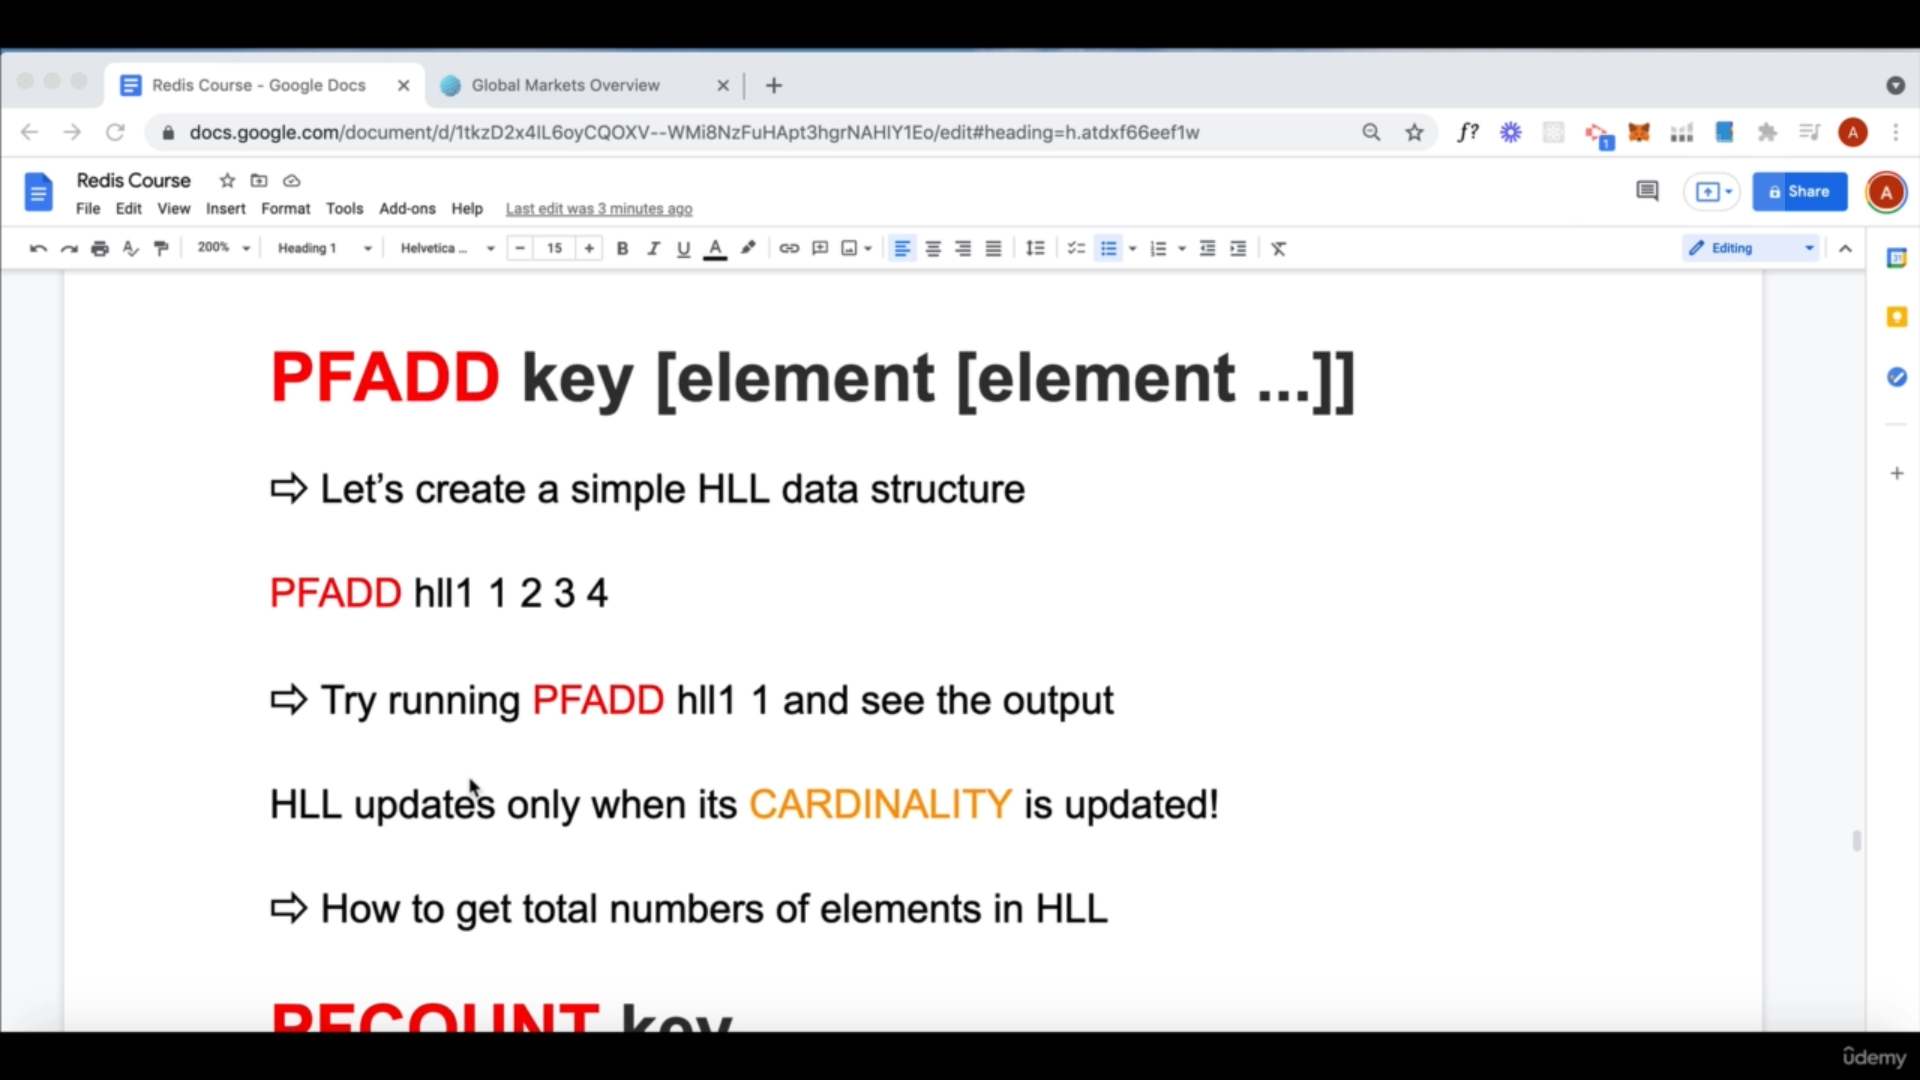 Redis Course - Google Docs
Global Markets Overview
docs.google.com/document/d/1tkzD2x4IL6oyCQOXV--WMi8NzFuHApt3hgrNAHlY1Eo/edit#heading=h.atdxf66eef1w
f?
1
A
Redis Course
Share
A
File Edit View Insert Format Tools Add-ons Help Last edit was 3 minutes ago
200% Heading 1 Helvetica ... 15 B I U A Editing
31
PFADD key [element [element ...]]
⇨ Let’s create a simple HLL data structure
PFADD hll1 1 2 3 4
⇨ Try running PFADD hll1 1 and see the output
HLL updates only when its CARDINALITY is updated!
⇨ How to get total numbers of elements in HLL
PFCOUNT key
ûdemy